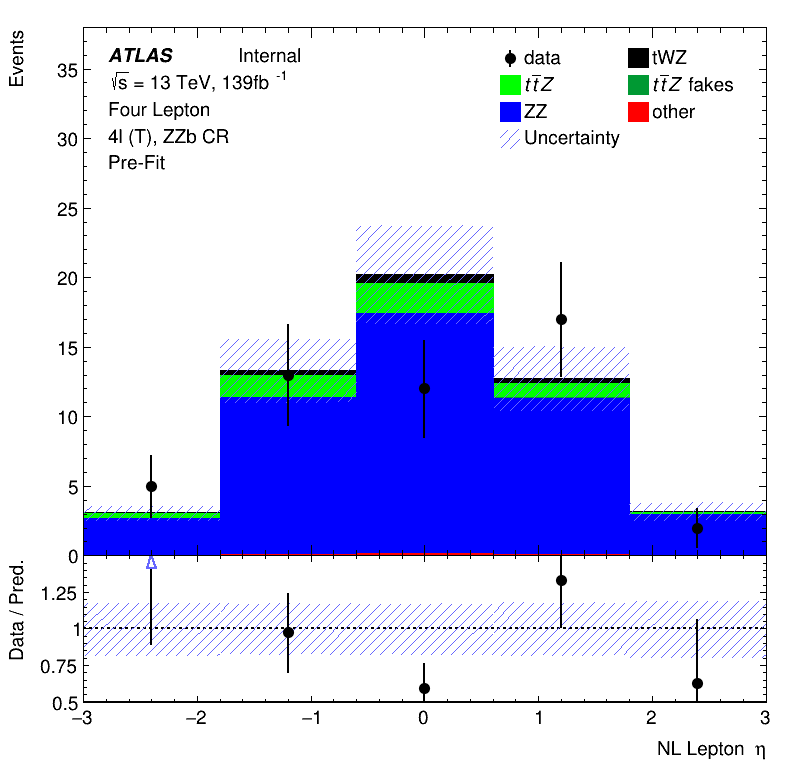 Events
ATLAS Internal
√s = 13 TeV, 139fb⁻¹
Four Lepton
4l (T), ZZb CR
Pre-Fit
data tWZ
tt̄Z tt̄Z fakes
ZZ other
Uncertainty
35
30
25
20
15
10
5
0
Data / Pred.
1.25
1
0.75
0.5
−3 −2 −1 0 1 2 3
NL Lepton η